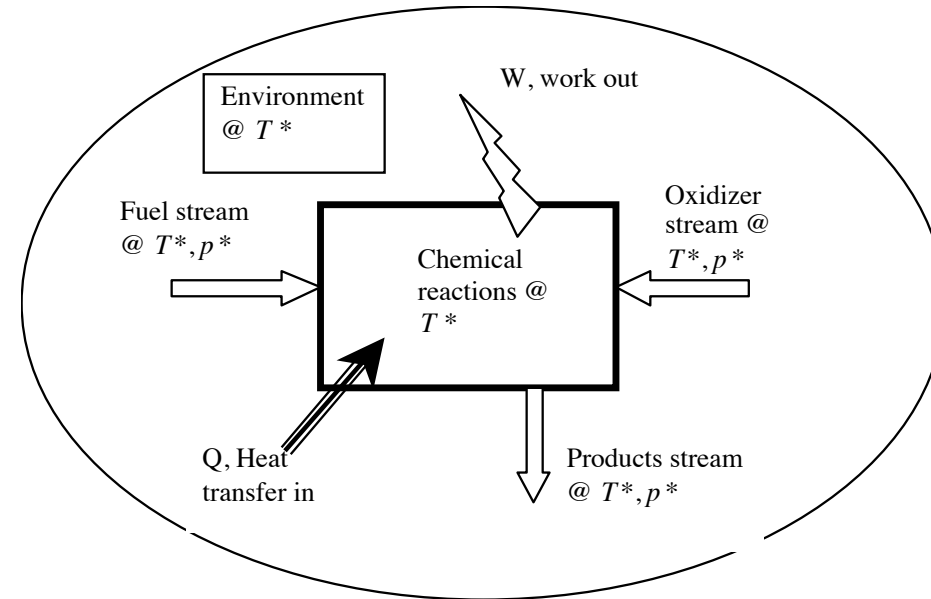 W, work out
Environment
@ T *
Fuel stream
@ T*, p*
Oxidizer
stream @
T*, p*
Chemical
reactions @
T *
Q, Heat
transfer in
Products stream
@ T*, p*